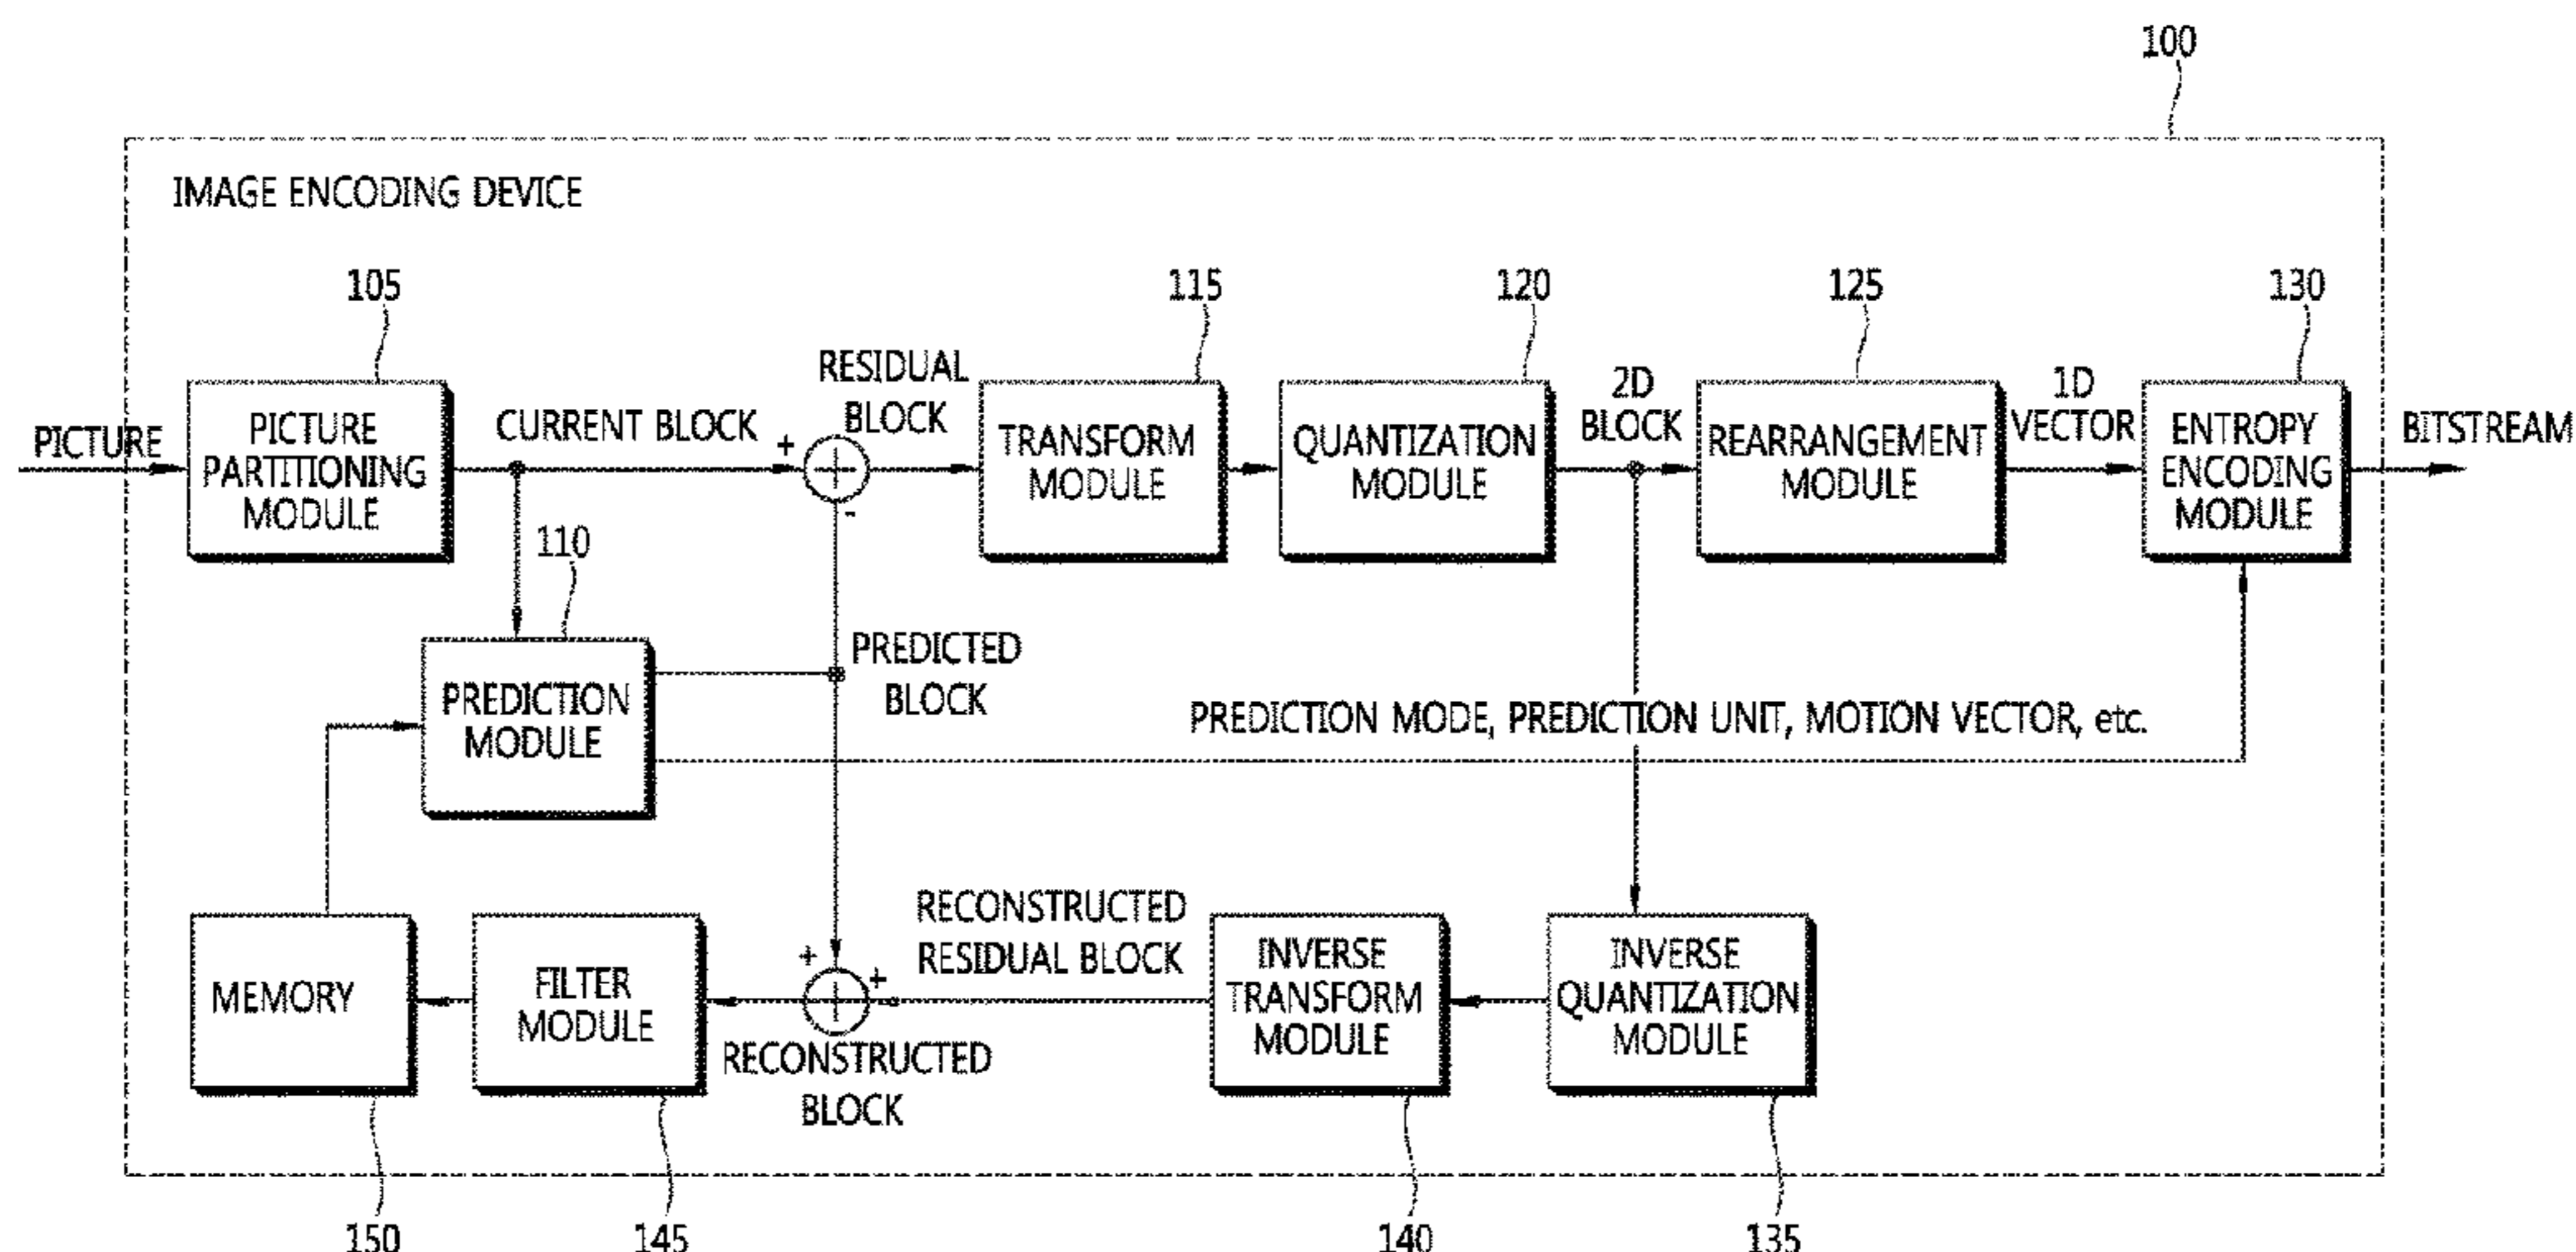 100
IMAGE ENCODING DEVICE
105
115
120
125
130
PICTURE
PICTURE
PARTITIONING
MODULE
CURRENT BLOCK
+
-
RESIDUAL
BLOCK
TRANSFORM
MODULE
QUANTIZATION
MODULE
2D
BLOCK
REARRANGEMENT
MODULE
1D
VECTOR
ENTROPY
ENCODING
MODULE
BITSTREAM
110
PREDICTION
MODULE
PREDICTED
BLOCK
PREDICTION MODE, PREDICTION UNIT, MOTION VECTOR, etc.
MEMORY
FILTER
MODULE
+
+
RECONSTRUCTED
BLOCK
RECONSTRUCTED
RESIDUAL BLOCK
INVERSE
TRANSFORM
MODULE
INVERSE
QUANTIZATION
MODULE
150
145
140
135